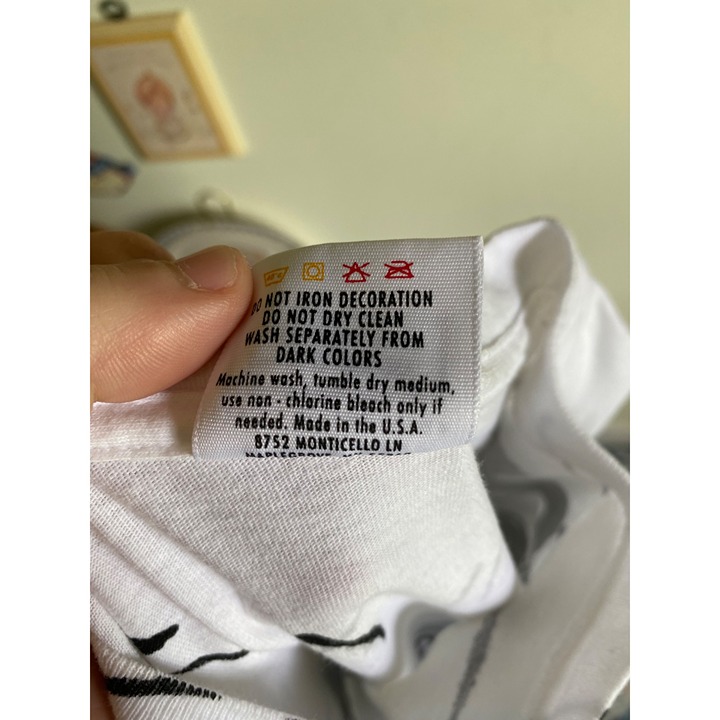 DO NOT IRON DECORATION
DO NOT DRY CLEAN
WASH SEPARATELY FROM
DARK COLORS
Machine wash, tumble dry medium,
use non - chlorine bleach only if
needed. Made in the U.S.A.
8752 MONTICELLO LN